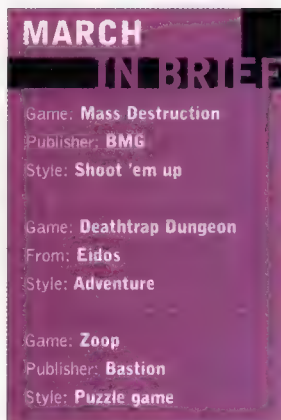 MARCH
IN BRIEF
Game: Mass Destruction
Publisher: BMG
Style: Shoot 'em up
Game: Deathtrap Dungeon
From: Eidos
Style: Adventure
Game: Zoop
Publisher: Bastion
Style: Puzzle game